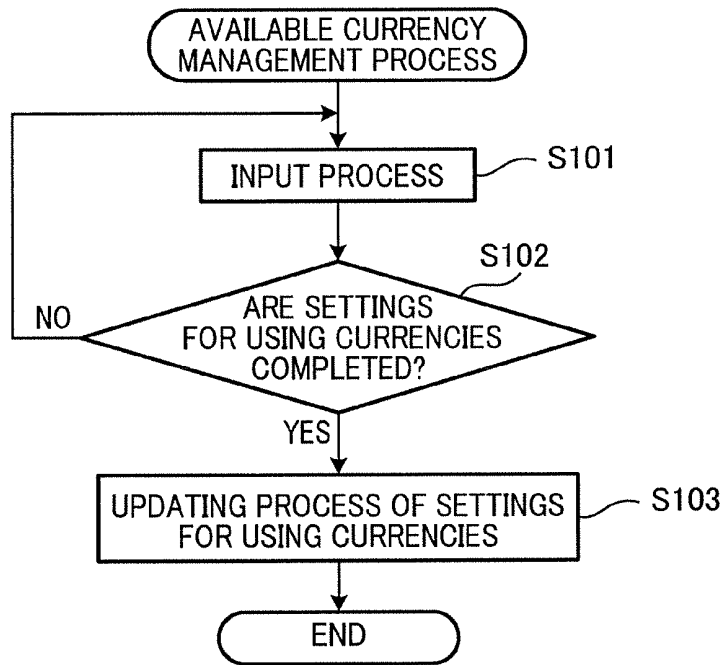 AVAILABLE CURRENCY
MANAGEMENT PROCESS
INPUT PROCESS
S101
S102
ARE SETTINGS
FOR USING CURRENCIES
COMPLETED?
NO
YES
UPDATING PROCESS OF SETTINGS
FOR USING CURRENCIES
S103
END